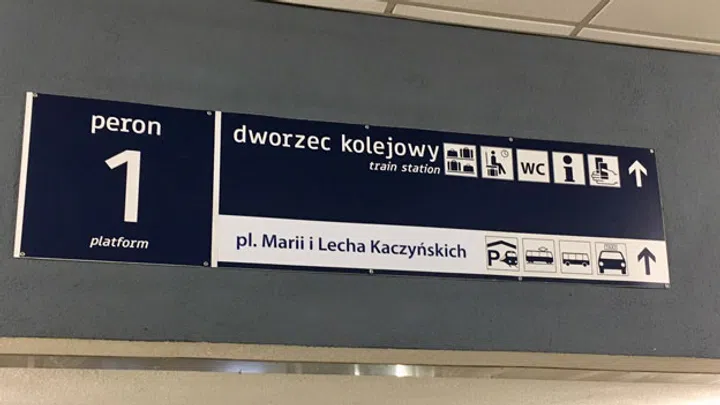 peron
1
platform
dworzec kolejowy
train station
WC
i
pl. Marii i Lecha Kaczyńskich
P